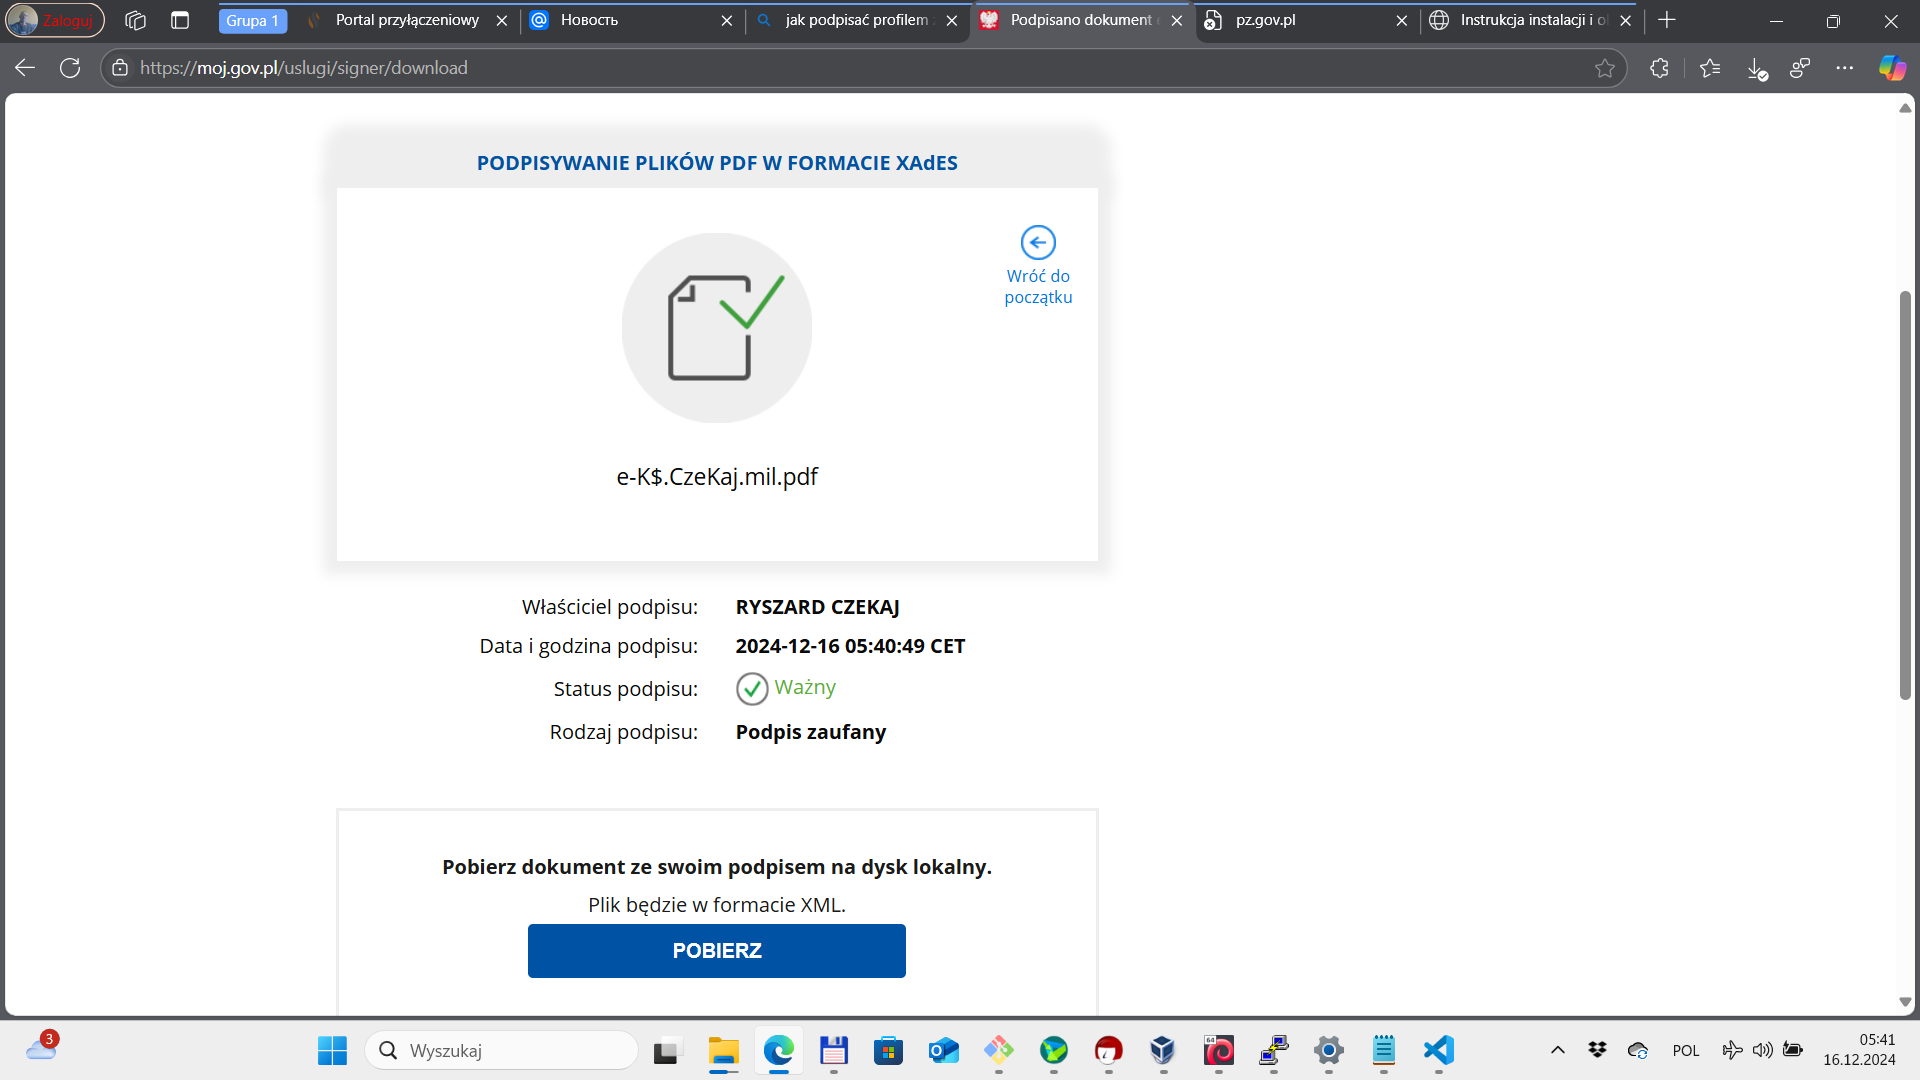 Zaloguj
Grupa 1
Portal przyłączeniowy
Новость
jak podpisać profilem
Podpisano dokument
pz.gov.pl
Instrukcja instalacji i
https://moj.gov.pl/uslugi/signer/download
PODPISYWANIE PLIKÓW PDF W FORMACIE XAdES
Wróć do
początku
e-K$.CzeKaj.mil.pdf
Właściciel podpisu: RYSZARD CZEKAJ
Data i godzina podpisu: 2024-12-16 05:40:49 CET
Status podpisu: Ważny
Rodzaj podpisu: Podpis zaufany
Pobierz dokument ze swoim podpisem na dysk lokalny.
Plik będzie w formacie XML.
POBIERZ
3
Wyszukaj
64
POL
05:41
16.12.2024